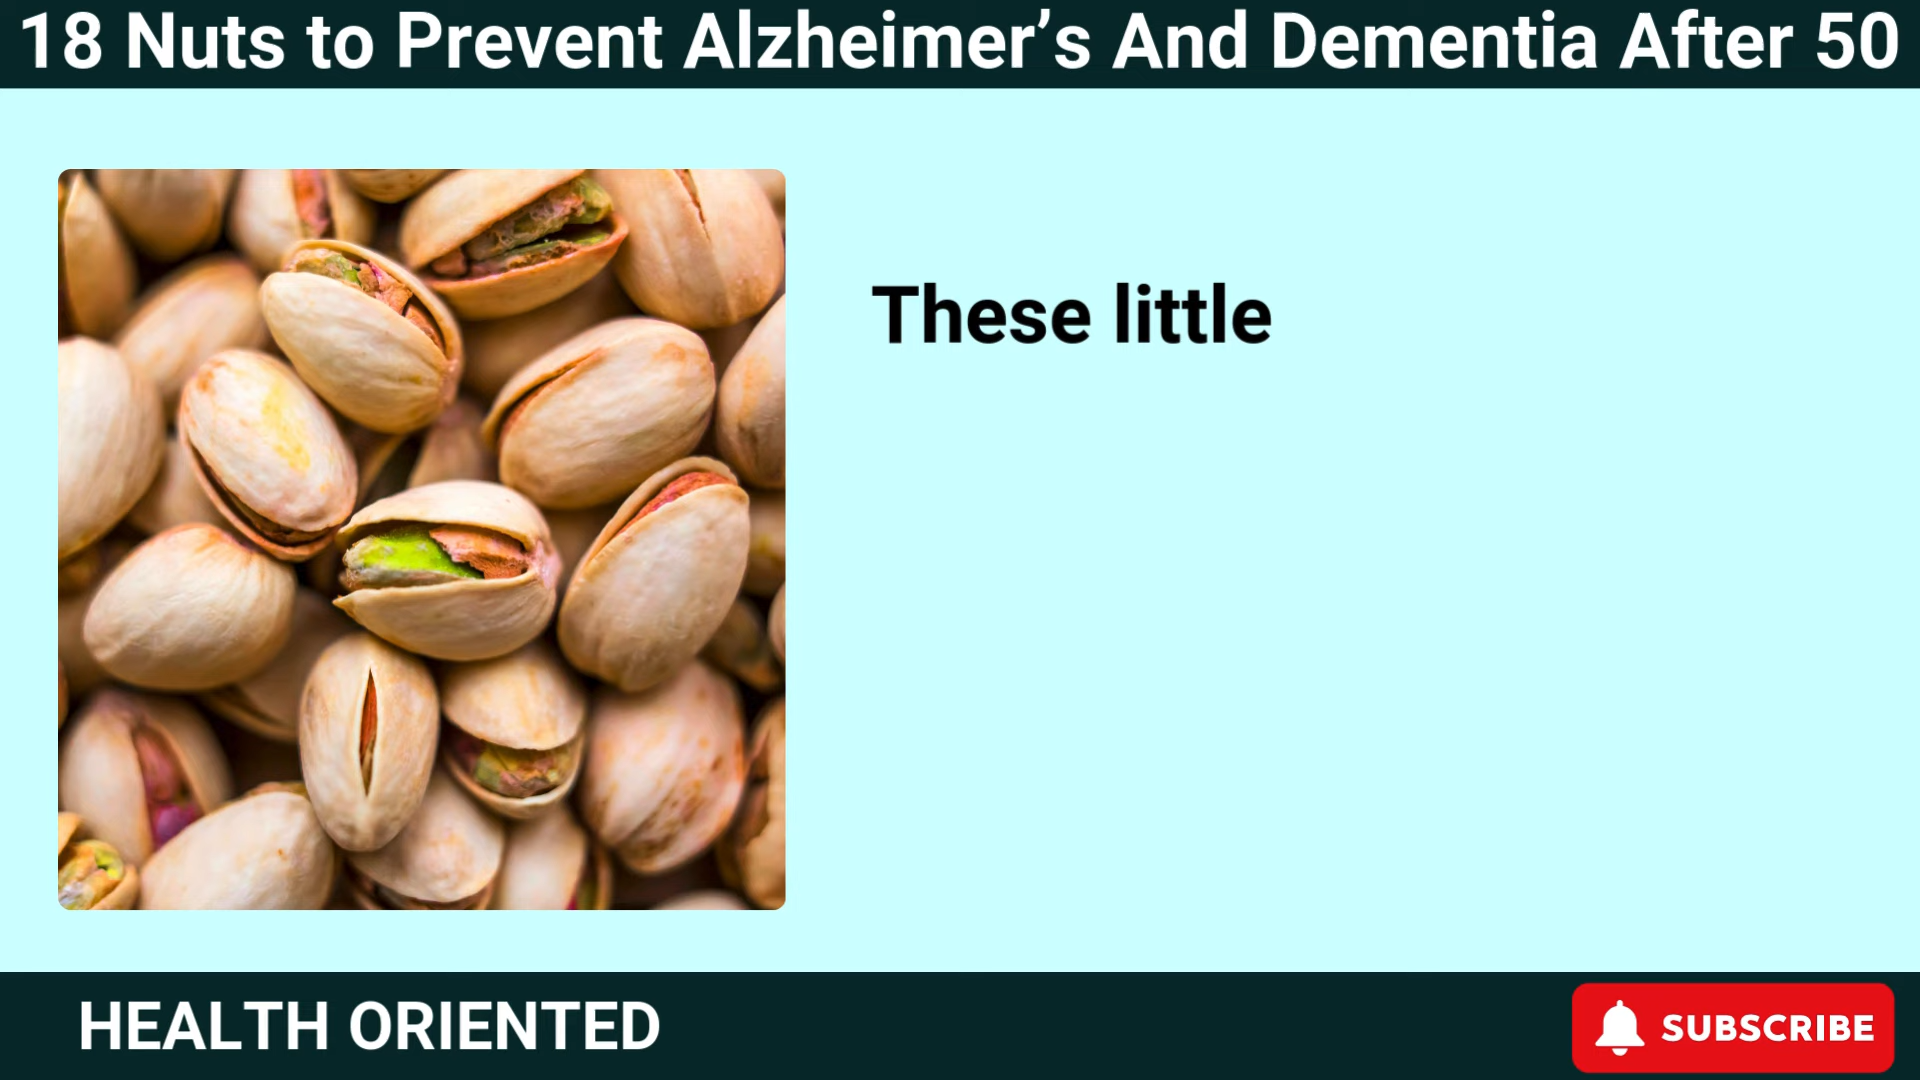 18 Nuts to Prevent Alzheimer’s And Dementia After 50
These little
HEALTH ORIENTED
SUBSCRIBE